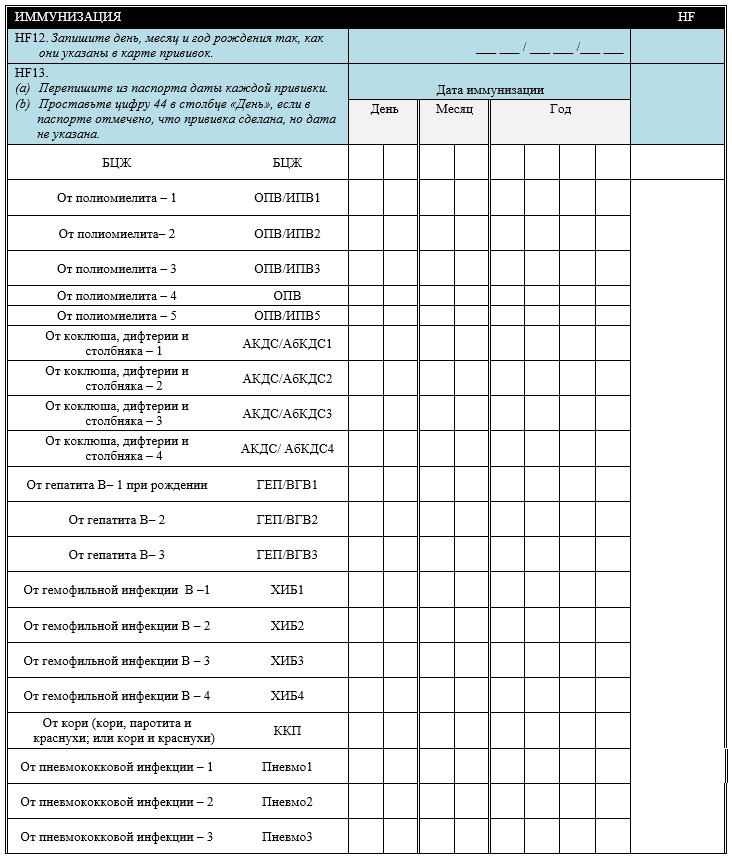 ИММУНИЗАЦИЯ HF
HF12. Запишите день, месяц и год рождения так, как
они указаны в карте прививок.
___ ___ / ___ ___ /___ ___
HF13.
(a) Перепишите из паспорта даты каждой прививки.
(b) Проставьте цифру 44 в столбце «День», если в
паспорте отмечено, что прививка сделана, но дата
не указана.
Дата иммунизации
День Месяц Год
БЦЖ БЦЖ
От полиомиелита – 1 ОПВ/ИПВ1
От полиомиелита– 2 ОПВ/ИПВ2
От полиомиелита – 3 ОПВ/ИПВ3
От полиомиелита – 4 ОПВ
От полиомиелита – 5 ОПВ/ИПВ5
От коклюша, дифтерии и
столбняка – 1 АКДС/АбКДС1
От коклюша, дифтерии и
столбняка – 2 АКДС/АбКДС2
От коклюша, дифтерии и
столбняка – 3 АКДС/АбКДС3
От коклюша, дифтерии и
столбняка – 4 АКДС/ АбКДС4
От гепатита В– 1 при рождении ГЕП/ВГВ1
От гепатита В– 2 ГЕП/ВГВ2
От гепатита В– 3 ГЕП/ВГВ3
От гемофильной инфекции В –1 ХИБ1
От гемофильной инфекции В – 2 ХИБ2
От гемофильной инфекции В – 3 ХИБ3
От гемофильной инфекции В – 4 ХИБ4
От кори (кори, паротита и
краснухи; или кори и краснухи) ККП
От пневмококковой инфекции – 1 Пневмо1
От пневмококковой инфекции – 2 Пневмо2
От пневмококковой инфекции – 3 Пневмо3